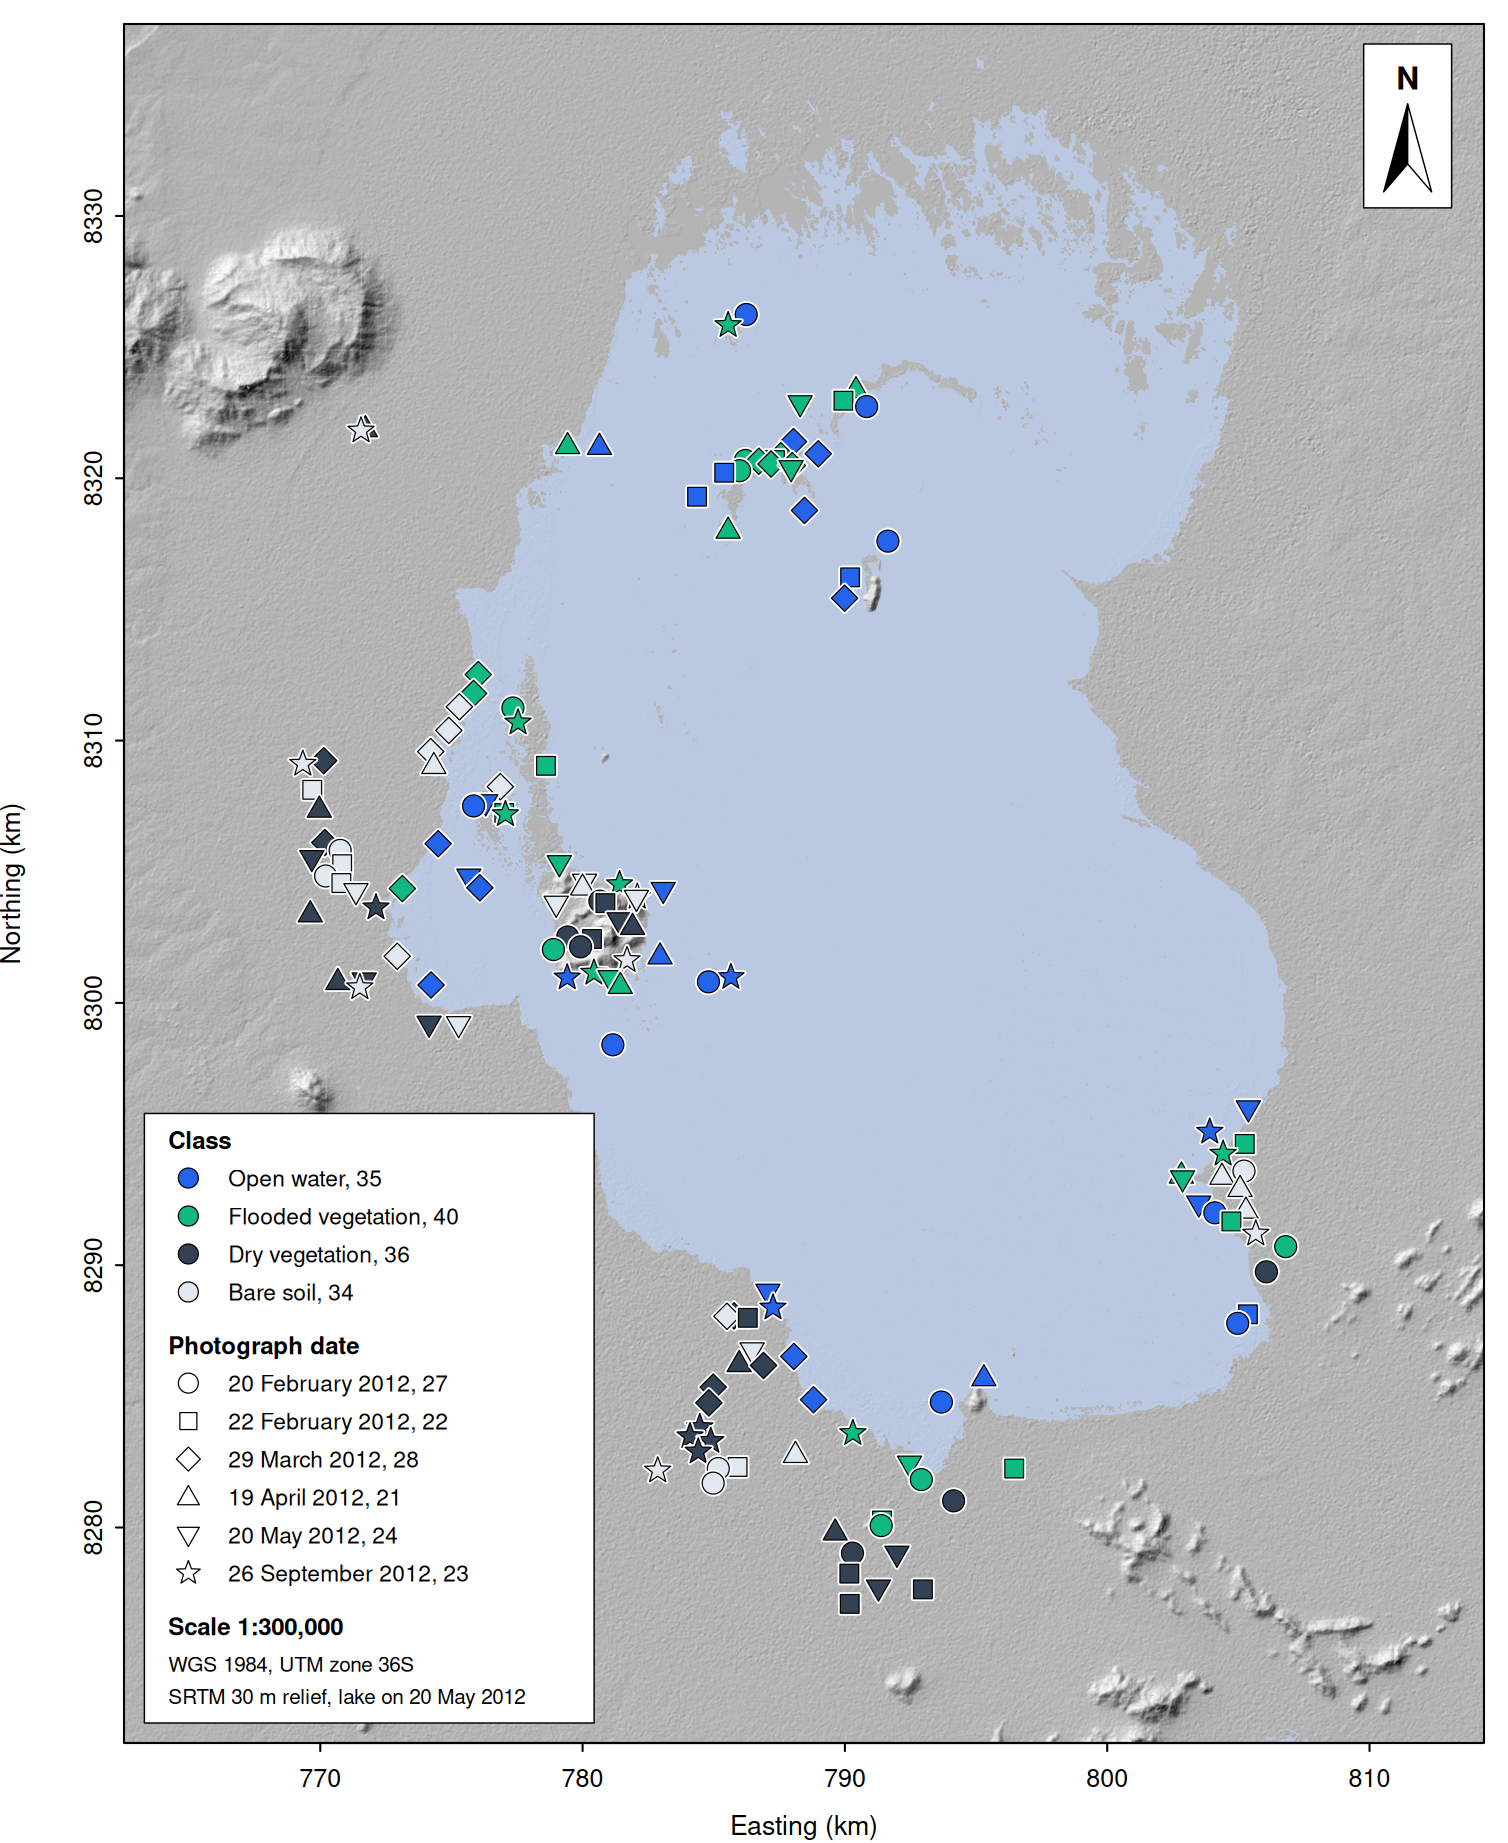 N
8330
8320
8310
8300
8290
8280
Northing (km)
Class
Open water, 35
Flooded vegetation, 40
Dry vegetation, 36
Bare soil, 34
Photograph date
20 February 2012, 27
22 February 2012, 22
29 March 2012, 28
19 April 2012, 21
20 May 2012, 24
26 September 2012, 23
Scale 1:300,000
WGS 1984, UTM zone 36S
SRTM 30 m relief, lake on 20 May 2012
770 780 790 800 810
Easting (km)